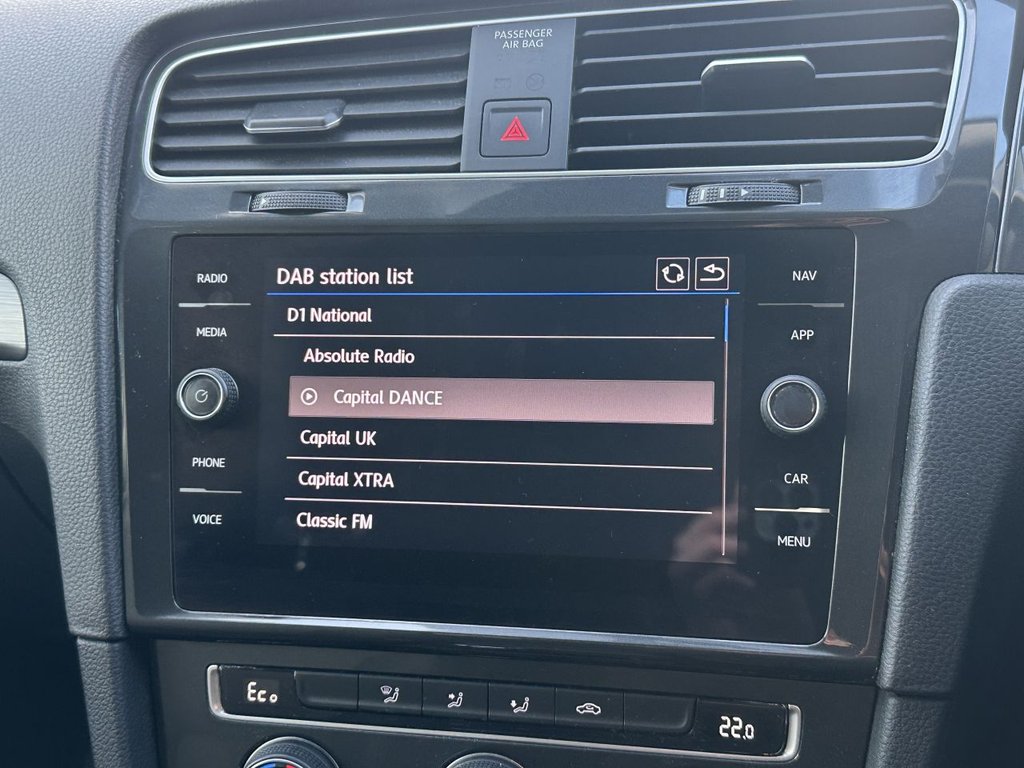 PASSENGER
AIR BAG
RADIO
MEDIA
PHONE
VOICE
DAB station list
D1 National
Absolute Radio
Capital DANCE
Capital UK
Capital XTRA
Classic FM
NAV
APP
CAR
MENU
Eco
22.0